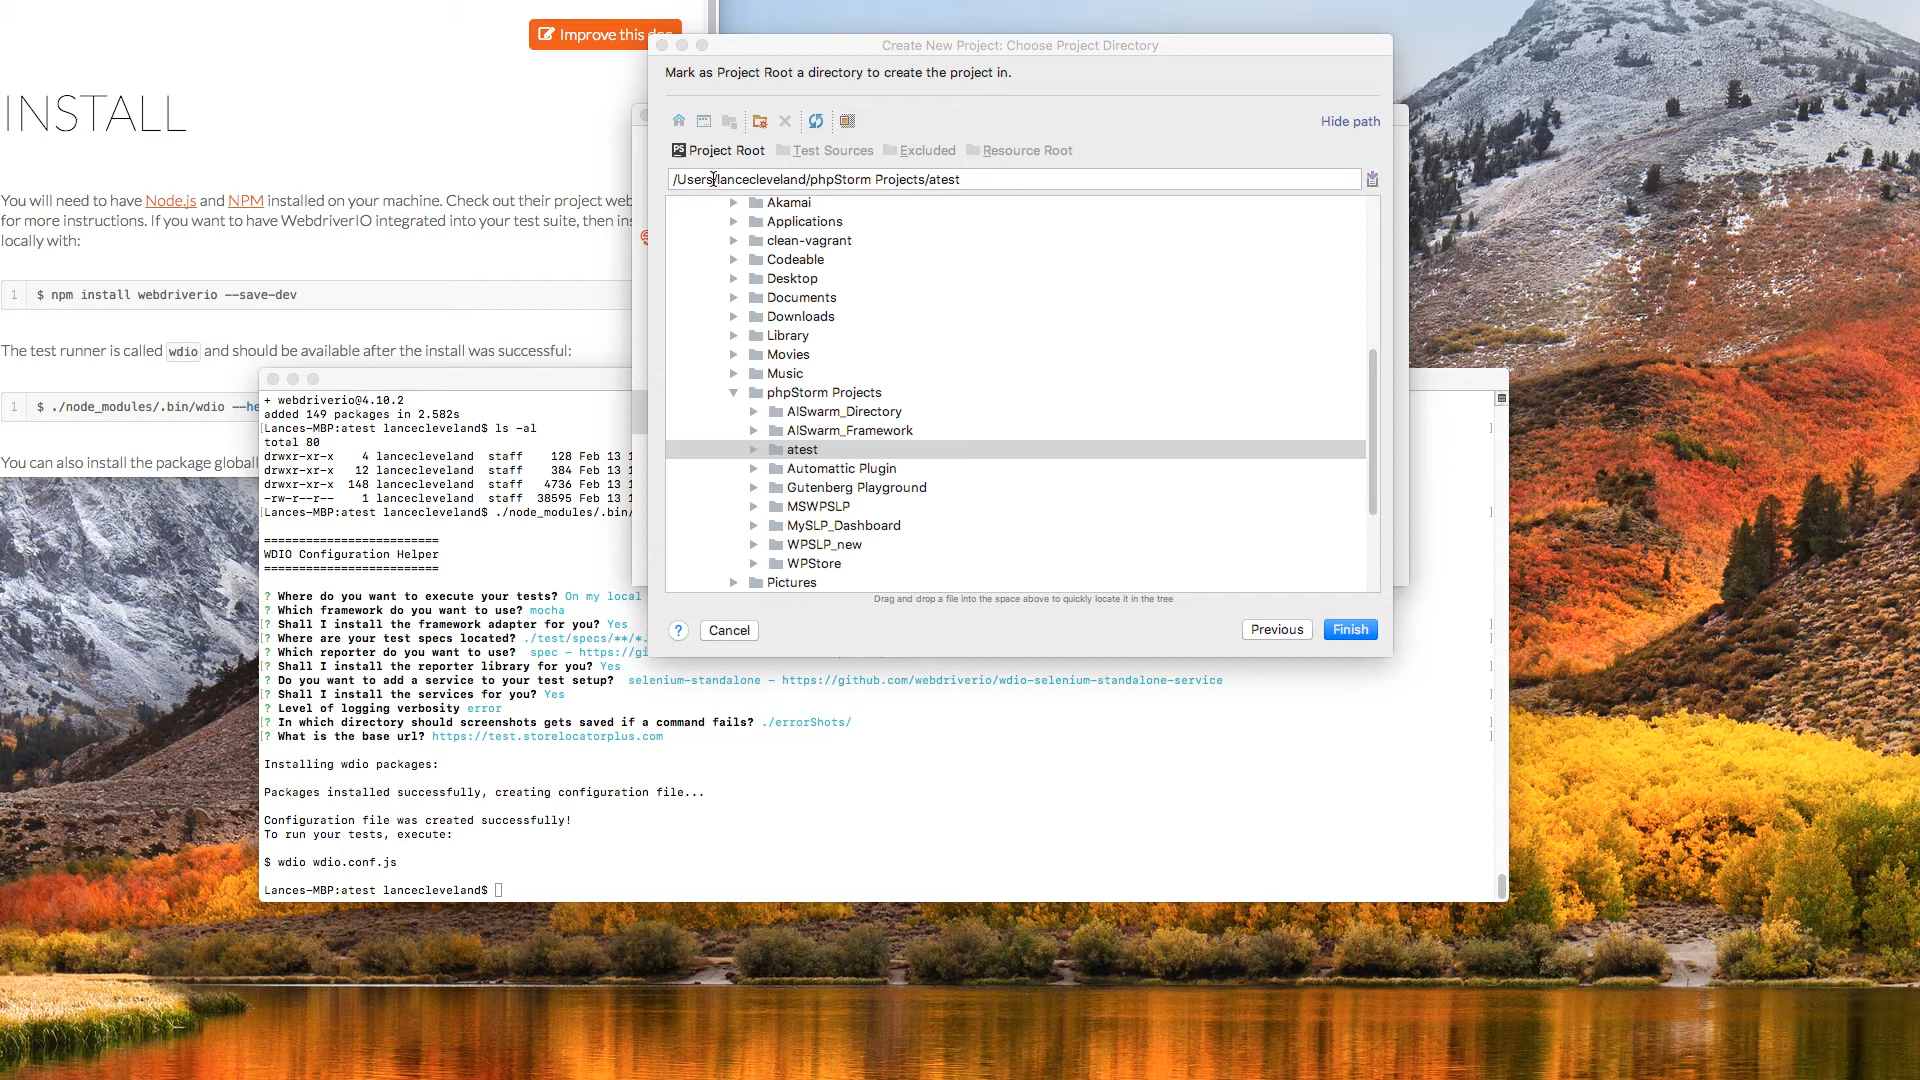 Improve this doc
INSTALL
You will need to have Node.js and NPM installed on your machine. Check out their project web
for more instructions. If you want to have WebdriverIO integrated into your test suite, then ins
locally with:
1 $ npm install webdriverio --save-dev
The test runner is called wdio and should be available after the install was successful:
1 $ ./node_modules/.bin/wdio --he
You can also install the package globall
Create New Project: Choose Project Directory
Mark as Project Root a directory to create the project in.
Hide path
PS Project Root Test Sources Excluded Resource Root
/Users/lancecleveland/phpStorm Projects/atest
Akamai
Applications
clean-vagrant
Codeable
Desktop
Documents
Downloads
Library
Movies
Music
phpStorm Projects
AISwarm_Directory
AISwarm_Framework
atest
Automattic Plugin
Gutenberg Playground
MSWPSLP
MySLP_Dashboard
WPSLP_new
WPStore
Pictures
Drag and drop a file into the space above to quickly locate it in the tree
? Cancel Previous Finish
+ webdriverio@4.10.2
added 149 packages in 2.582s
[Lances-MBP:atest lancecleveland$ ls -al ]
total 80
drwxr-xr-x 4 lancecleveland staff 128 Feb 13 1
drwxr-xr-x 12 lancecleveland staff 384 Feb 13 1
drwxr-xr-x 148 lancecleveland staff 4736 Feb 13 1
-rw-r--r-- 1 lancecleveland staff 38595 Feb 13 1
[Lances-MBP:atest lancecleveland$ ./node_modules/.bin/ ]
=========================
WDIO Configuration Helper
=========================
? Where do you want to execute your tests? On my local
? Which framework do you want to use? mocha
[? Shall I install the framework adapter for you? Yes ]
[? Where are your test specs located? ./test/specs/**/*. ]
? Which reporter do you want to use? spec - https://gi
[? Shall I install the reporter library for you? Yes ]
? Do you want to add a service to your test setup? selenium-standalone - https://github.com/webdriverio/wdio-selenium-standalone-service
[? Shall I install the services for you? Yes ]
? Level of logging verbosity error
[? In which directory should screenshots gets saved if a command fails? ./errorShots/ ]
[? What is the base url? https://test.storelocatorplus.com ]
Installing wdio packages:
Packages installed successfully, creating configuration file...
Configuration file was created successfully!
To run your tests, execute:
$ wdio wdio.conf.js
Lances-MBP:atest lancecleveland$